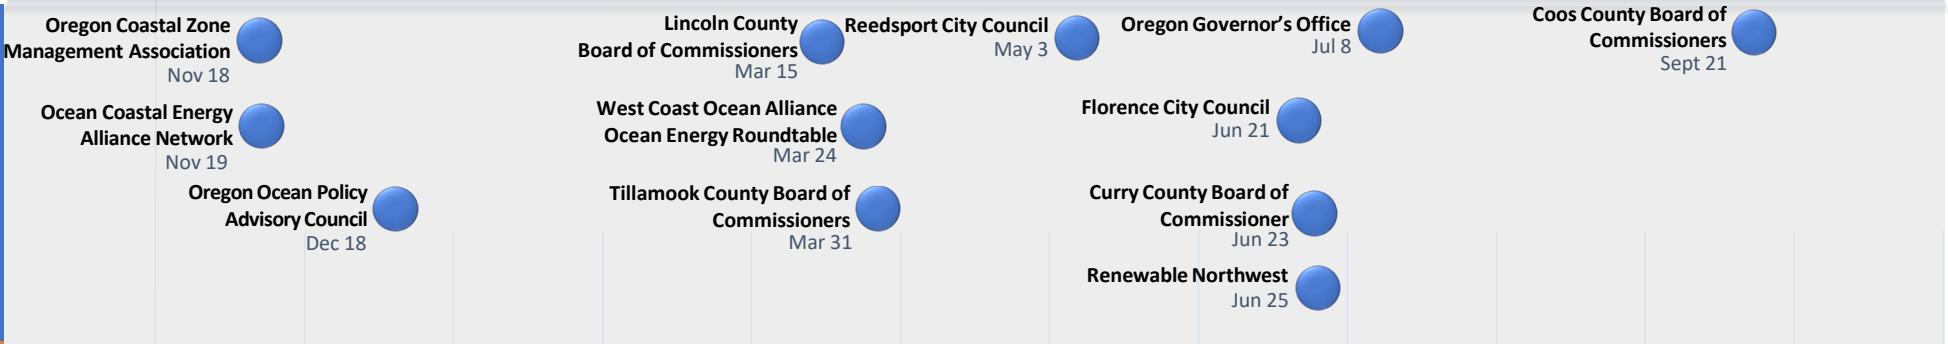 Oregon Coastal Zone
Management Association
Nov 18
Ocean Coastal Energy
Alliance Network
Nov 19
Oregon Ocean Policy
Advisory Council
Dec 18
Lincoln County
Board of Commissioners
Mar 15
West Coast Ocean Alliance
Ocean Energy Roundtable
Mar 24
Tillamook County Board of
Commissioners
Mar 31
Reedsport City Council
May 3
Oregon Governor’s Office
Jul 8
Florence City Council
Jun 21
Curry County Board of
Commissioner
Jun 23
Renewable Northwest
Jun 25
Coos County Board of
Commissioners
Sept 21